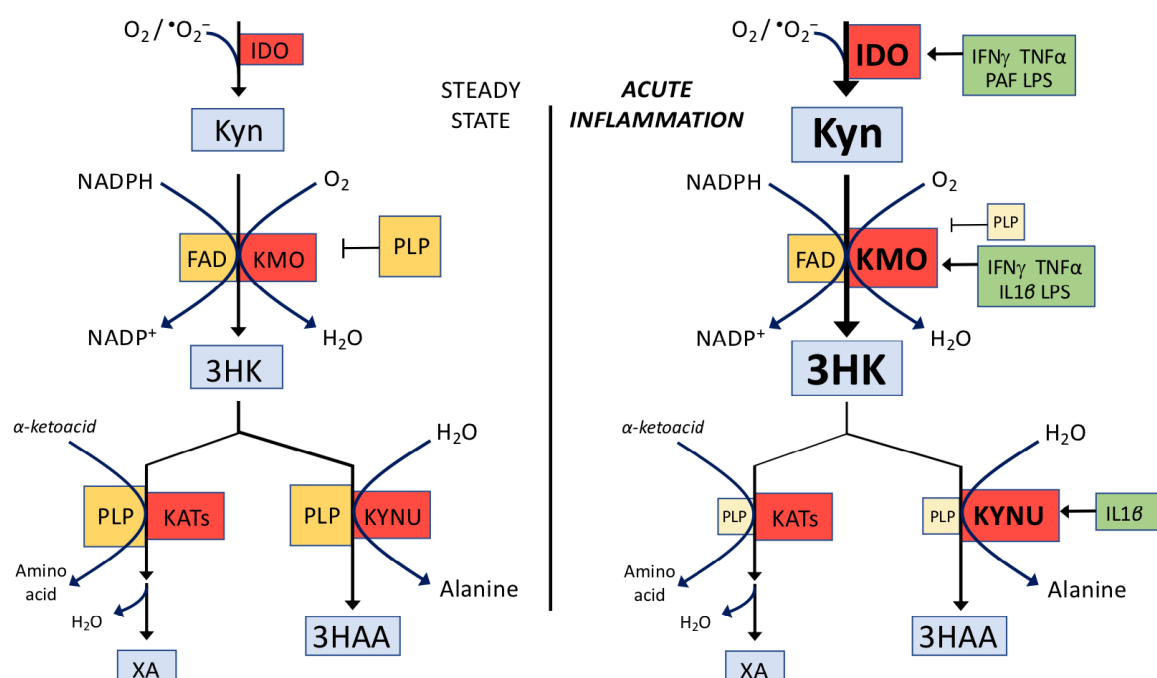 O₂ / •O₂⁻
IDO
Kyn
STEADY
STATE
NADPH
O₂
FAD
KMO
PLP
NADP⁺
H₂O
3HK
α-ketoacid
H₂O
PLP
KATs
PLP
KYNU
Amino
acid
Alanine
H₂O
3HAA
XA
O₂ / •O₂⁻
IDO
IFNγ TNFα
PAF LPS
ACUTE
INFLAMMATION
Kyn
NADPH
O₂
PLP
FAD
KMO
IFNγ TNFα
IL1β LPS
NADP⁺
H₂O
3HK
α-ketoacid
H₂O
PLP
KATs
PLP
KYNU
IL1β
Amino
acid
Alanine
H₂O
3HAA
XA